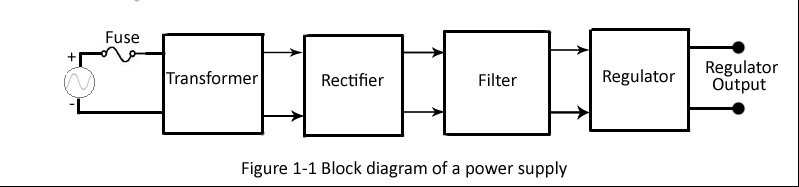 Fuse
+
-
Transformer
Rectifier
Filter
Regulator
Regulator
Output
Figure 1-1 Block diagram of a power supply